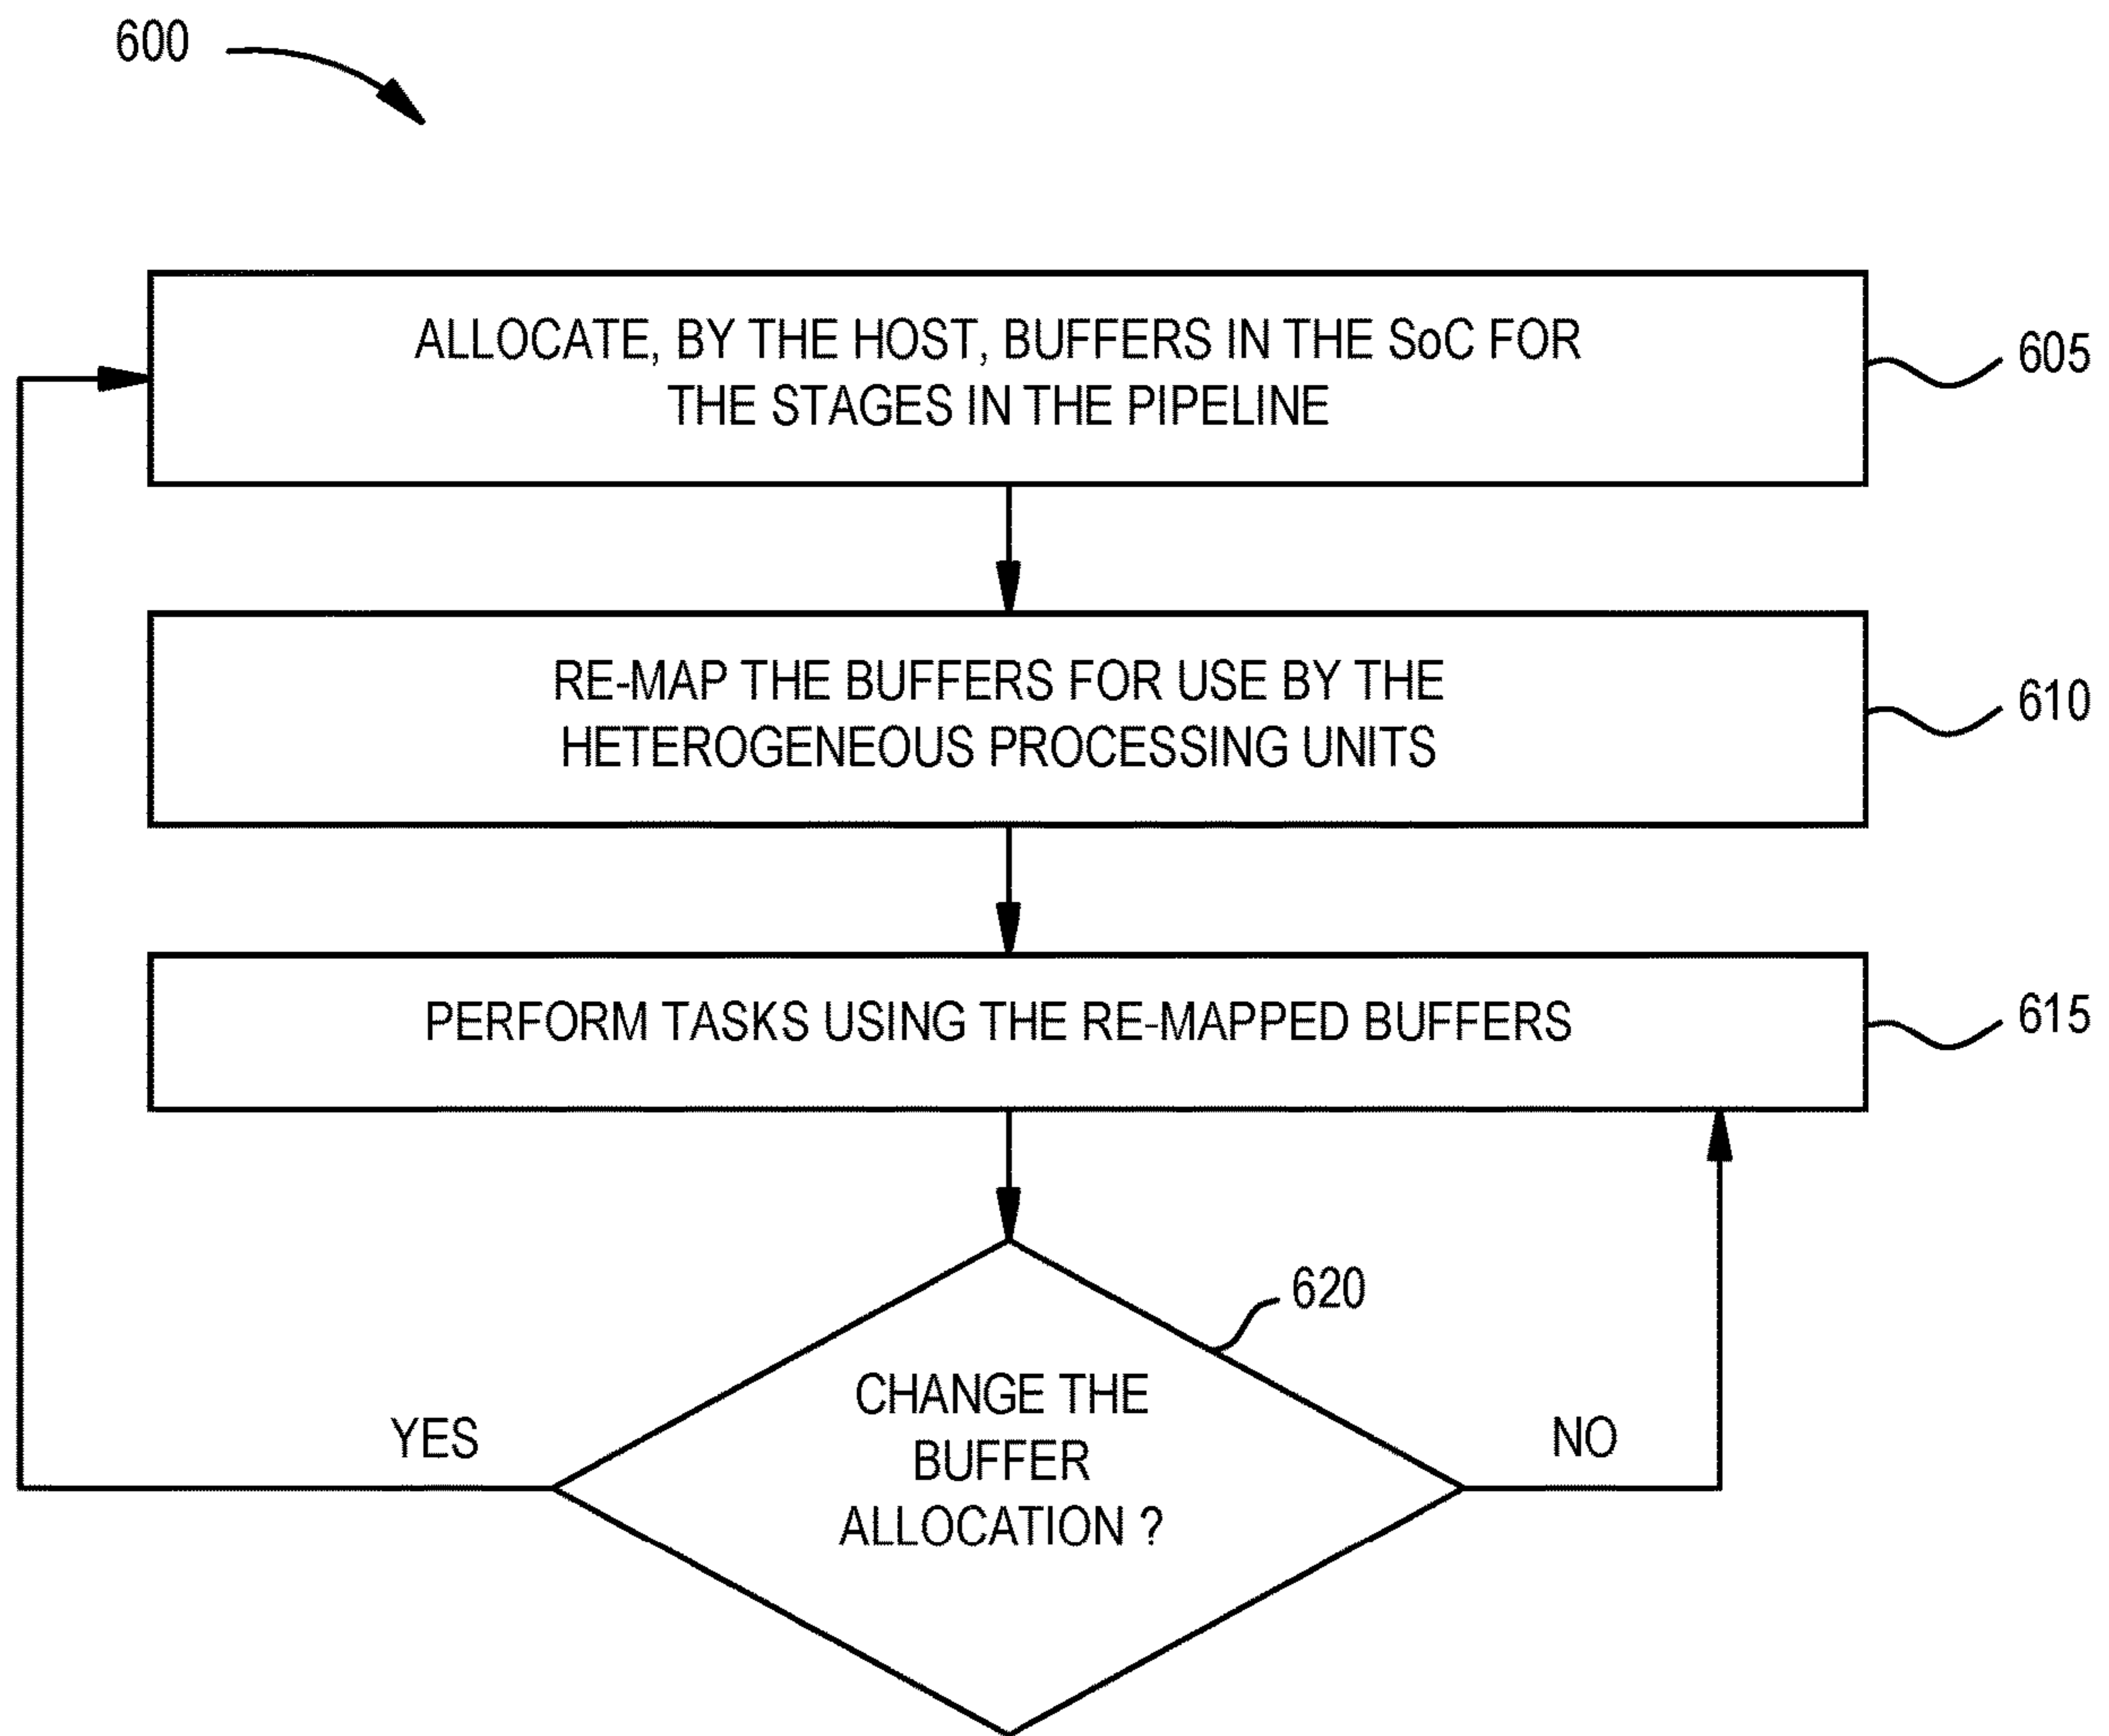 600
ALLOCATE, BY THE HOST, BUFFERS IN THE SoC FOR
THE STAGES IN THE PIPELINE
605
RE-MAP THE BUFFERS FOR USE BY THE
HETEROGENEOUS PROCESSING UNITS
610
PERFORM TASKS USING THE RE-MAPPED BUFFERS
615
620
CHANGE THE
BUFFER
ALLOCATION ?
YES
NO